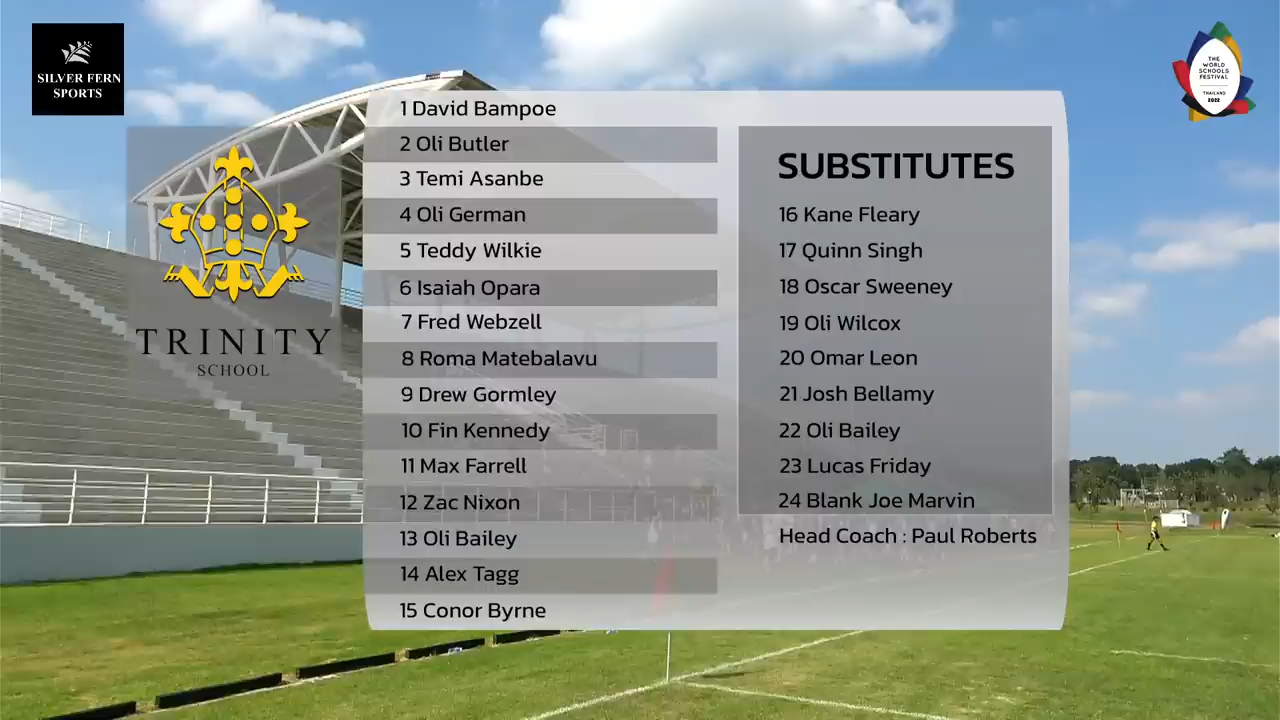 SILVER FERN
SPORTS
THE
WORLD
SCHOOLS
FESTIVAL
THAILAND
2022
TRINITY
SCHOOL
1 David Bampoe
2 Oli Butler
3 Temi Asanbe
4 Oli German
5 Teddy Wilkie
6 Isaiah Opara
7 Fred Webzell
8 Roma Matebalavu
9 Drew Gormley
10 Fin Kennedy
11 Max Farrell
12 Zac Nixon
13 Oli Bailey
14 Alex Tagg
15 Conor Byrne
SUBSTITUTES
16 Kane Fleary
17 Quinn Singh
18 Oscar Sweeney
19 Oli Wilcox
20 Omar Leon
21 Josh Bellamy
22 Oli Bailey
23 Lucas Friday
24 Blank Joe Marvin
Head Coach : Paul Roberts